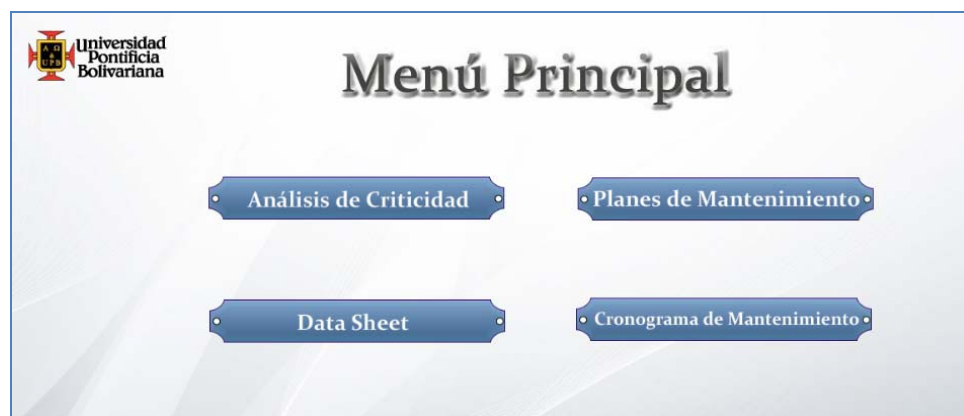 Universidad
Pontificia
Bolivariana
Menú Principal
Análisis de Criticidad
Planes de Mantenimiento
Data Sheet
Cronograma de Mantenimiento